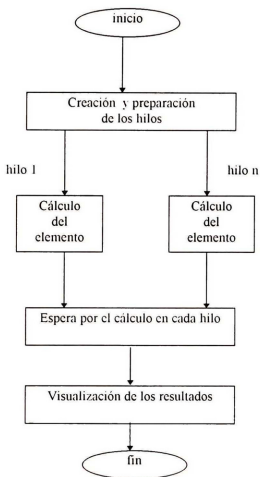 inicio
Creación y preparación
de los hilos
hilo 1
hilo n
Cálculo
del
elemento
Cálculo
del
elemento
Espera por el cálculo en cada hilo
Visualización de los resultados
fin